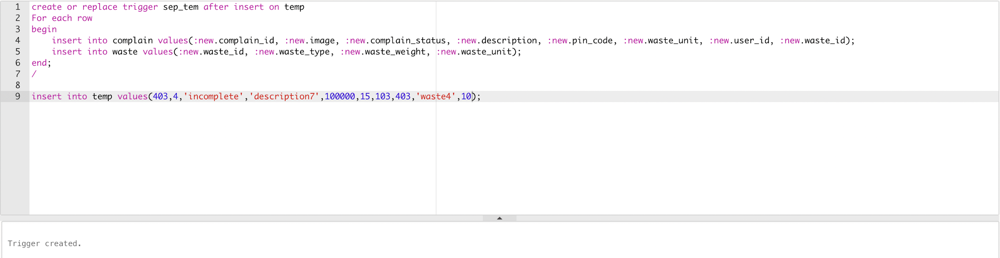 1 create or replace trigger sep_tem after insert on temp
2 For each row
3 begin
4 insert into complain values(:new.complain_id, :new.image, :new.complain_status, :new.description, :new.pin_code, :new.waste_unit, :new.user_id, :new.waste_id);
5 insert into waste values(:new.waste_id, :new.waste_type, :new.waste_weight, :new.waste_unit);
6 end;
7 /
8
9 insert into temp values(403,4,'incomplete','description7',100000,15,103,403,'waste4',10);
Trigger created.